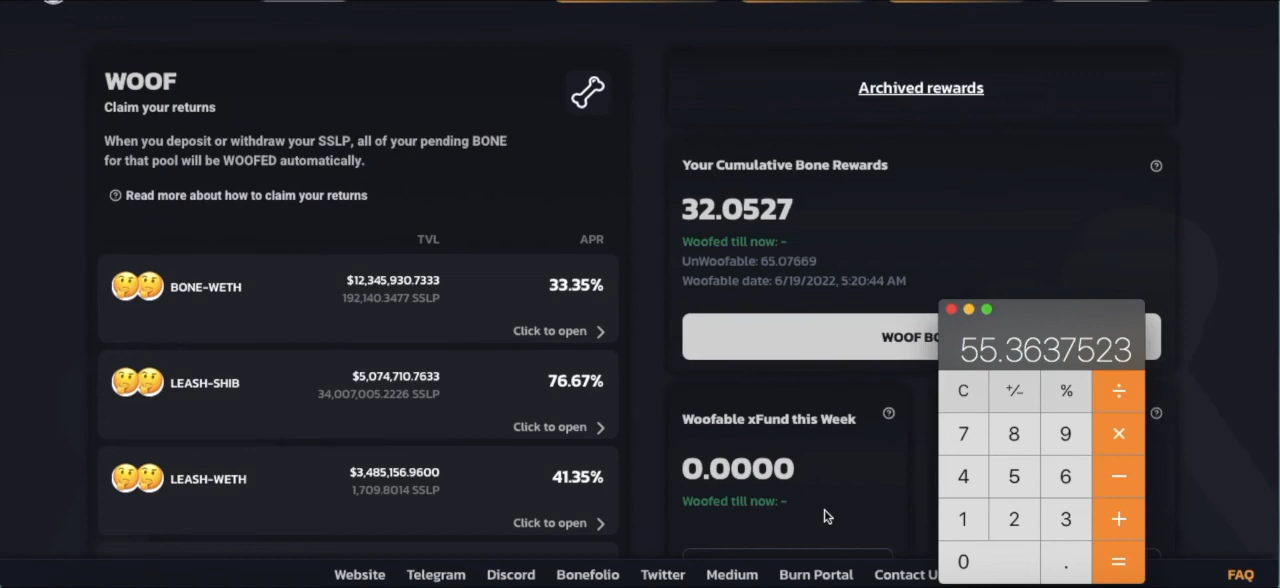 WOOF
Claim your returns
When you deposit or withdraw your SSLP, all of your pending BONE
for that pool will be WOOFED automatically.
Read more about how to claim your returns
TVL APR
BONE-WETH $12,345,930.7333 33.35%
192,140.3477 SSLP
Click to open
LEASH-SHIB $5,074,710.7633 76.67%
34,007,005.2226 SSLP
Click to open
LEASH-WETH $3,485,156.9600 41.35%
1,709.8014 SSLP
Click to open
Archived rewards
Your Cumulative Bone Rewards
32.0527
Woofed till now: -
UnWoofable: 65.07669
Woofable date: 6/19/2022, 5:20:44 AM
WOOF BO
Woofable xFund this Week
0.0000
Woofed till now: -
55.3637523
C +/- % ÷
7 8 9 ×
4 5 6 −
1 2 3 +
0 . =
Website Telegram Discord Bonefolio Twitter Medium Burn Portal Contact U FAQ